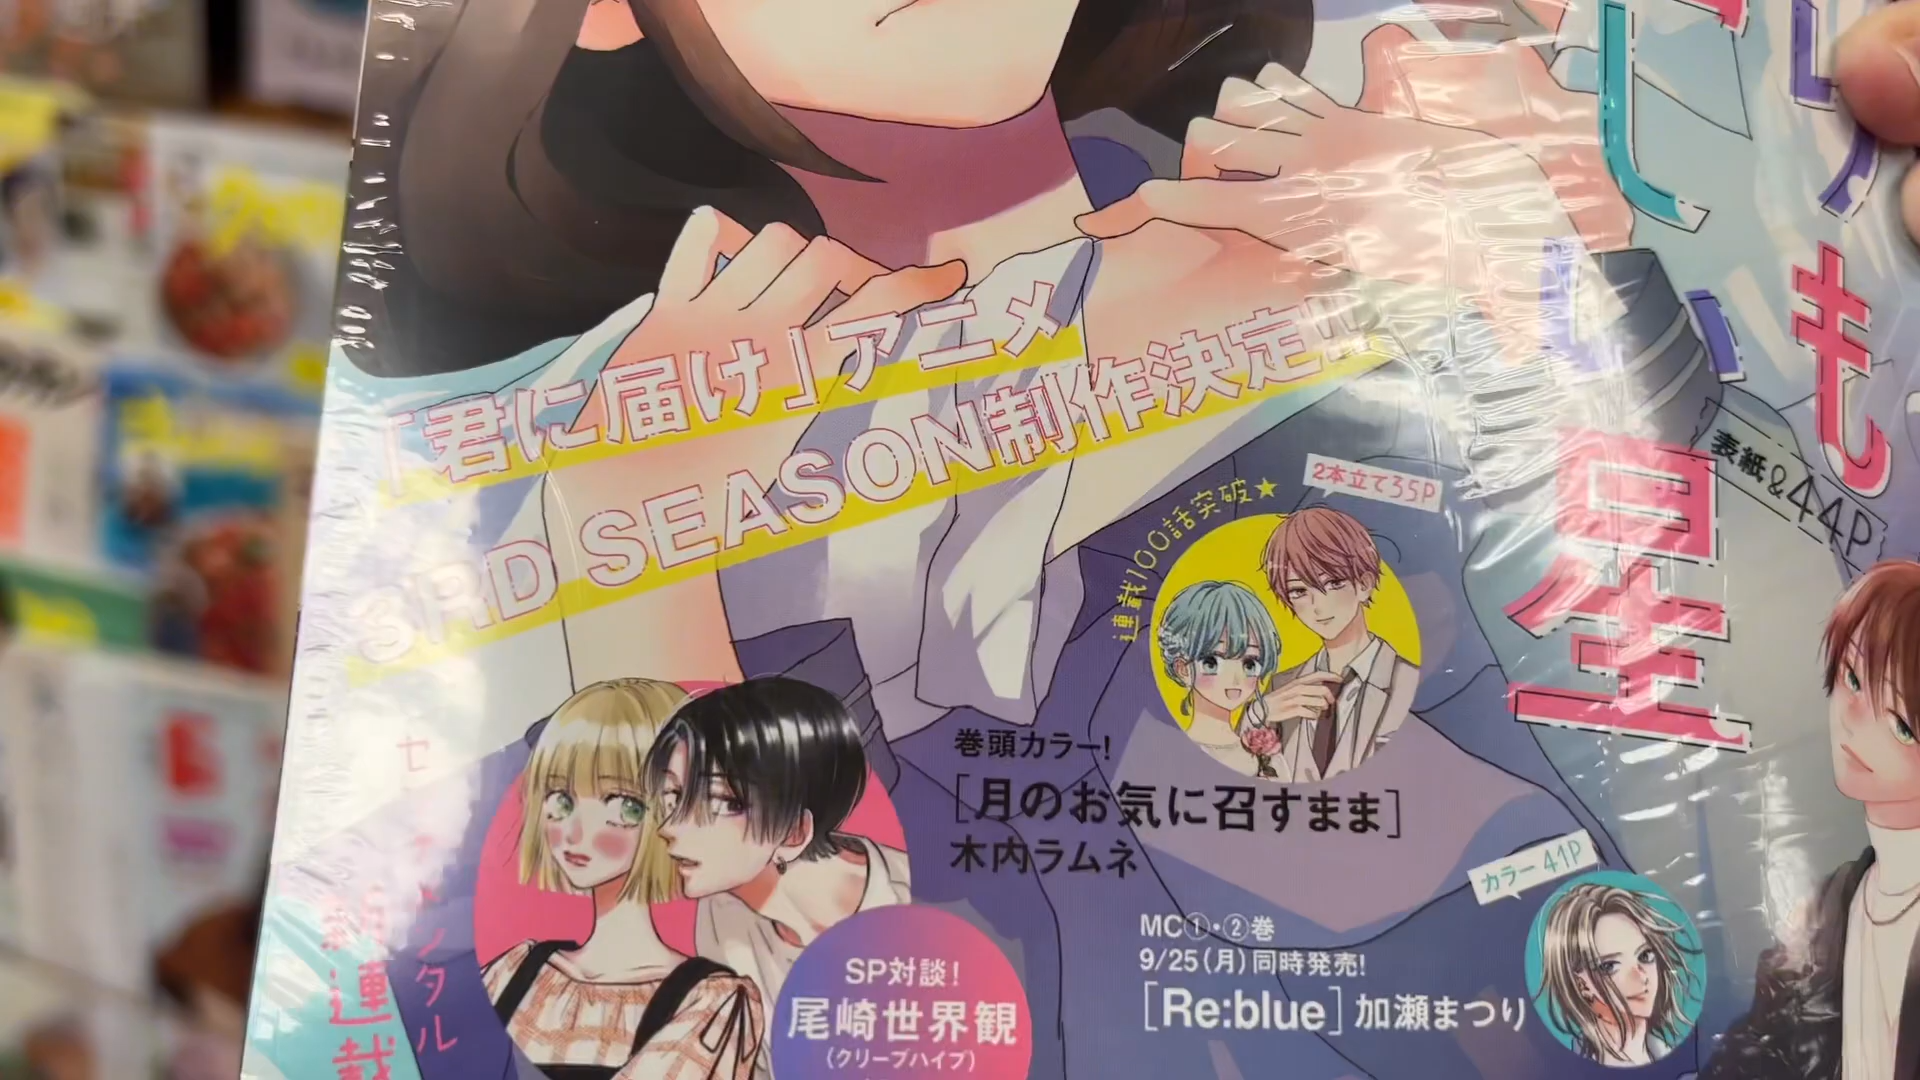 「君に届け」アニメ
3RD SEASON制作決定!!
連載100話突破★
2本立て35P
巻頭カラー!
[月のお気に召すまま]
木内ラムネ
カラー41P
MC①・②巻
9/25(月)同時発売!
[Re:blue]加瀬まつり
SP対談!
尾崎世界観
(クリープハイプ)
表紙&44P
星
新連載